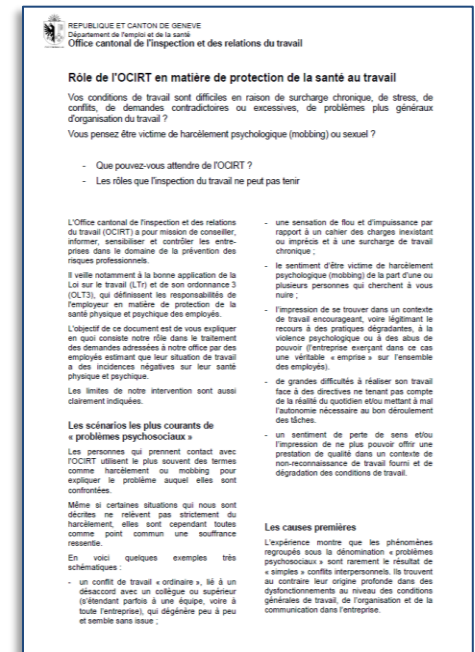 REPUBLIQUE ET CANTON DE GENEVE
Département de l'emploi et de la santé
Office cantonal de l'inspection et des relations du travail
Rôle de l'OCIRT en matière de protection de la santé au travail
Vos conditions de travail sont difficiles en raison de surcharge chronique, de stress, de
conflits, de demandes contradictoires ou excessives, de problèmes plus généraux
d'organisation du travail ?
Vous pensez être victime de harcèlement psychologique (mobbing) ou sexuel ?
- Que pouvez-vous attendre de l'OCIRT ?
- Les rôles que l'inspection du travail ne peut pas tenir
L'Office cantonal de l'inspection et des relations
du travail (OCIRT) a pour mission de conseiller,
informer, sensibiliser et contrôler les entre-
prises dans le domaine de la prévention des
risques professionnels.
Il veille notamment à la bonne application de la
Loi sur le travail (LTr) et de son ordonnance 3
(OLT3), qui définissent les responsabilités de
l'employeur en matière de protection de la
santé physique et psychique des employés.
L'objectif de ce document est de vous expliquer
en quoi consiste notre rôle dans le traitement
des demandes adressées à notre office par des
employés estimant que leur situation de travail
a des incidences négatives sur leur santé
physique et psychique.
Les limites de notre intervention sont aussi
clairement indiquées.
Les scénarios les plus courants de
« problèmes psychosociaux »
Les personnes qui prennent contact avec
l'OCIRT utilisent le plus souvent des termes
comme harcèlement ou mobbing pour
expliquer le problème auquel elles sont
confrontées.
Même si certaines situations qui nous sont
décrites ne relèvent pas strictement du
harcèlement, elles sont cependant toutes
comme point commun une souffrance
ressentie.
En voici quelques exemples très
schématiques :
- un conflit de travail « ordinaire », lié à un
désaccord avec un collègue ou supérieur
(s'étendant parfois à une équipe, voire à
toute l'entreprise), qui dégénère peu à peu
et semble sans issue ;
- une sensation de flou et d'impuissance par
rapport à un cahier des charges inexistant
ou imprécis et à une surcharge de travail
chronique ;
- le sentiment d'être victime de harcèlement
psychologique (mobbing) de la part d'une ou
plusieurs personnes qui cherchent à vous
nuire ;
- l'impression de se trouver dans un contexte
de travail encourageant, voire légitimant le
recours à des pratiques dégradantes, à la
violence psychologique ou à des abus de
pouvoir (l'entreprise exerçant dans ce cas
une véritable « emprise » sur l'ensemble
des employés).
- de grandes difficultés à réaliser son travail
face à des directives ne tenant pas compte
de la réalité du quotidien et/ou mettant à mal
l'autonomie nécessaire au bon déroulement
des tâches.
- un sentiment de perte de sens et/ou
l'impression de ne plus pouvoir offrir une
prestation de qualité dans un contexte de
non-reconnaissance de travail fourni et de
dégradation des conditions de travail.
Les causes premières
L'expérience montre que les phénomènes
regroupés sous la dénomination « problèmes
psychosociaux » sont rarement le résultat de
« simples » conflits interpersonnels. Ils trouvent
au contraire leur origine profonde dans des
dysfonctionnements au niveau des conditions
générales de travail, de l'organisation et de la
communication dans l'entreprise.